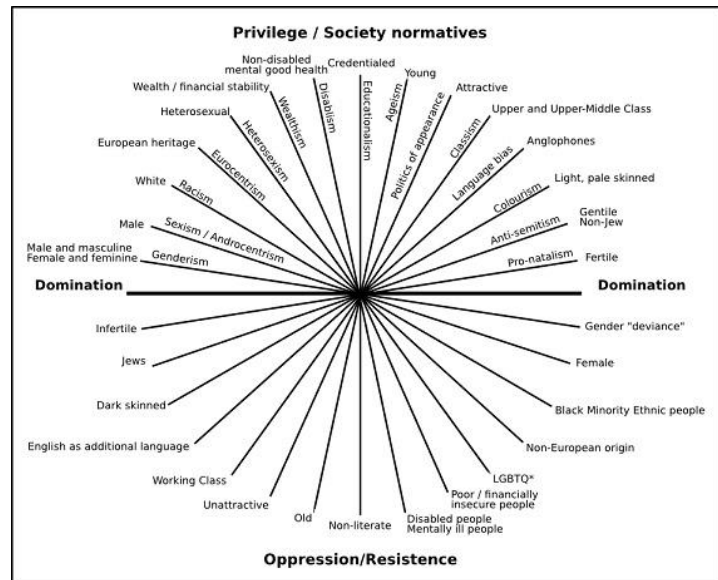 Privilege / Society normatives
Non-disabled
mental good health
Credentialed
Young
Wealth / financial stability
Attractive
Heterosexual
Upper and Upper-Middle Class
European heritage
Anglophones
White
Light, pale skinned
Male
Gentile
Non-Jew
Male and masculine
Female and feminine
Fertile
Genderism
Sexism / Androcentrism
Racism
Eurocentrism
Heterosexism
Wealthism
Disablism
Educationalism
Ageism
Politics of appearance
Classism
Language bias
Colourism
Anti-semitism
Pro-natalism
Domination
Domination
Infertile
Gender "deviance"
Jews
Female
Dark skinned
Black Minority Ethnic people
English as additional language
Non-European origin
Working Class
LGBTQ*
Unattractive
Poor / financially
insecure people
Old
Non-literate
Disabled people
Mentally ill people
Oppression/Resistence